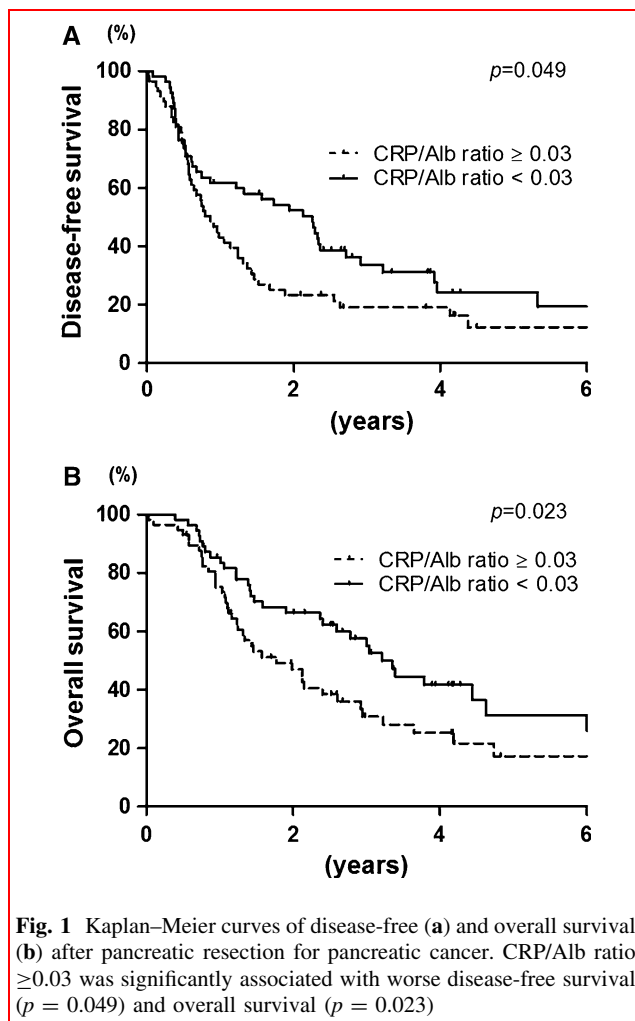 A (%)
p=0.049
100
80
60
40
20
0
Disease-free survival
CRP/Alb ratio ≥ 0.03
CRP/Alb ratio < 0.03
0 2 4 6
(years)
B (%)
p=0.023
100
80
60
40
20
0
Overall survival
CRP/Alb ratio ≥ 0.03
CRP/Alb ratio < 0.03
0 2 4 6
(years)
Fig. 1 Kaplan–Meier curves of disease-free (a) and overall survival
(b) after pancreatic resection for pancreatic cancer. CRP/Alb ratio
≥0.03 was significantly associated with worse disease-free survival
(p = 0.049) and overall survival (p = 0.023)